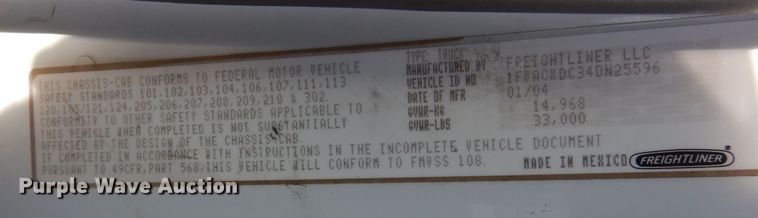 THIS CHASSIS-CAB CONFORMS TO FEDERAL MOTOR VEHICLE
SAFETY STANDARDS 101,102,103,104,106,107,111,113
120,105/121,124,205,206,207,208,209,210 & 302.
CONFORMITY TO OTHER SAFETY STANDARDS APPLICABLE TO
THIS VEHICLE WHEN COMPLETED IS NOT SUBSTANTIALLY
AFFECTED BY THE DESIGN OF THE CHASSIS-CAB.
IF COMPLETED IN ACCORDANCE WITH INSTRUCTIONS IN THE INCOMPLETE VEHICLE DOCUMENT
PURSUANT TO 49CFR,PART 568,THIS VEHICLE WILL CONFORM TO FMVSS 108.
TYPE: TRUCK
MANUFACTURED BY FREIGHTLINER LLC
VEHICLE ID NO 1FVACXDC34DN25596
DATE OF MFR 01/04
GVWR-KG 14,968
GVWR-LBS 33,000
MADE IN MEXICO
FREIGHTLINER
Purple Wave Auction